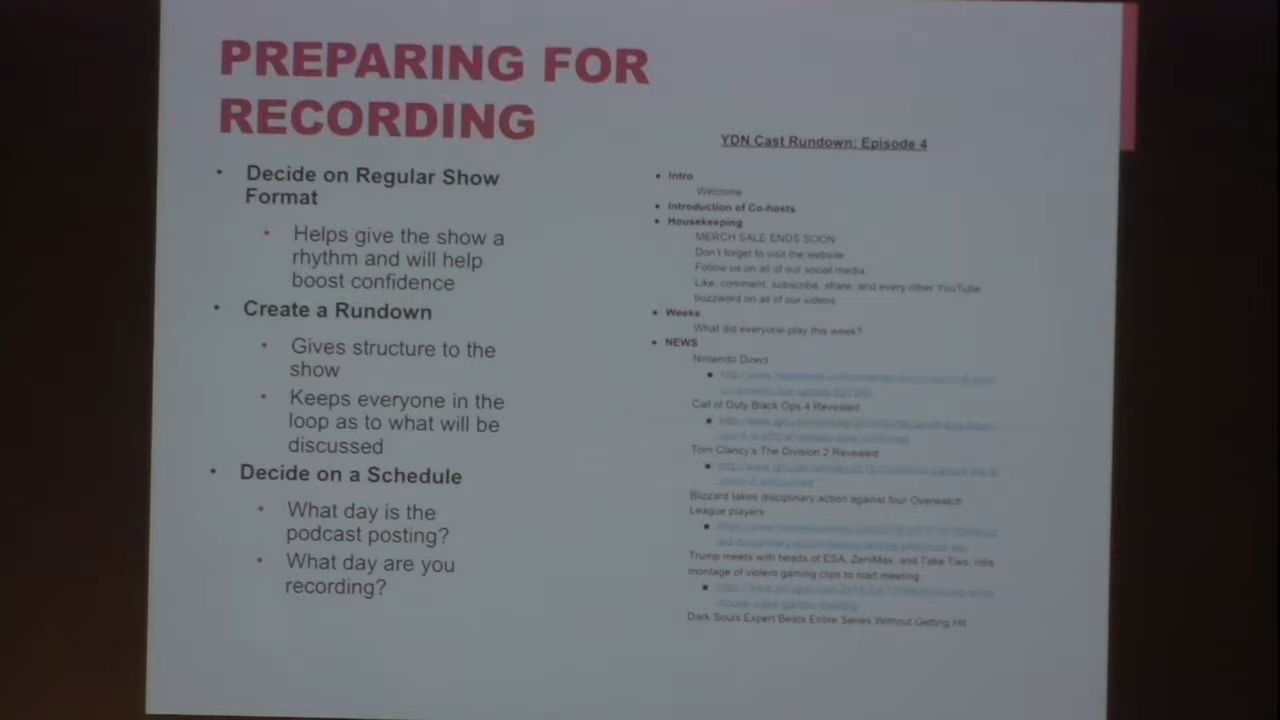 PREPARING FOR
RECORDING
• Decide on Regular Show
Format
• Helps give the show a
rhythm and will help
boost confidence
• Create a Rundown
• Gives structure to the
show
• Keeps everyone in the
loop as to what will be
discussed
• Decide on a Schedule
• What day is the
podcast posting?
• What day are you
recording?
YDN Cast Rundown: Episode 4
• Intro
Welcome
• Introduction of Co-hosts
• Housekeeping
MERCH SALE ENDS SOON
Don't forget to visit the website
Follow us on all of our social media
Like, comment, subscribe, share, and every other YouTube
buzzword on all of our videos
• Weeks
What did everyone play this week?
• NEWS
Nintendo Direct
Call of Duty Black Ops 4 Revealed
Tom Clancy's The Division 2 Revealed
Blizzard takes disciplinary action against four Overwatch
League players
Trump meets with heads of ESA, ZeniMax, and Take Two, rolls
montage of violent gaming clips to start meeting
Dark Souls Expert Beats Entire Series Without Getting Hit